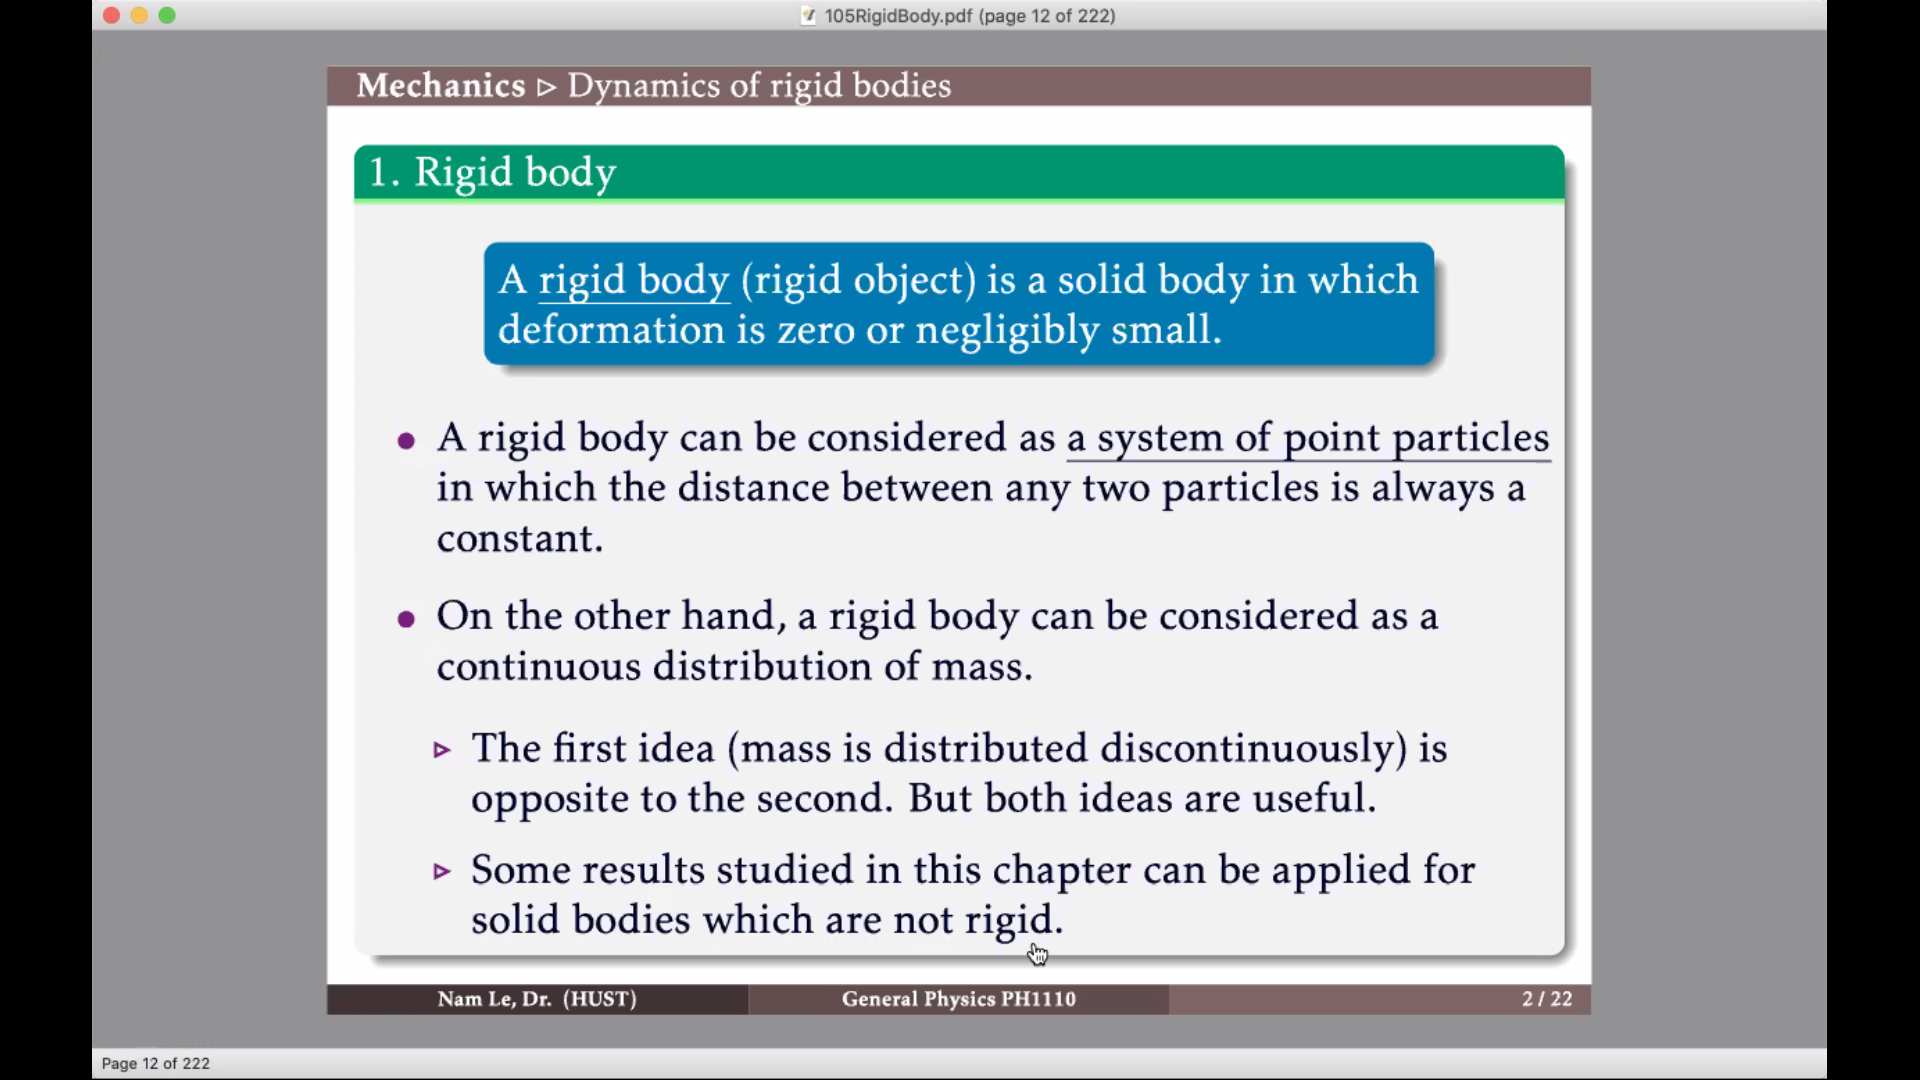 105RigidBody.pdf (page 12 of 222)
Mechanics ▷ Dynamics of rigid bodies
1. Rigid body
A rigid body (rigid object) is a solid body in which
deformation is zero or negligibly small.
• A rigid body can be considered as a system of point particles
in which the distance between any two particles is always a
constant.
• On the other hand, a rigid body can be considered as a
continuous distribution of mass.
▷ The first idea (mass is distributed discontinuously) is
opposite to the second. But both ideas are useful.
▷ Some results studied in this chapter can be applied for
solid bodies which are not rigid.
Nam Le, Dr. (HUST) General Physics PH1110 2 / 22
Page 12 of 222